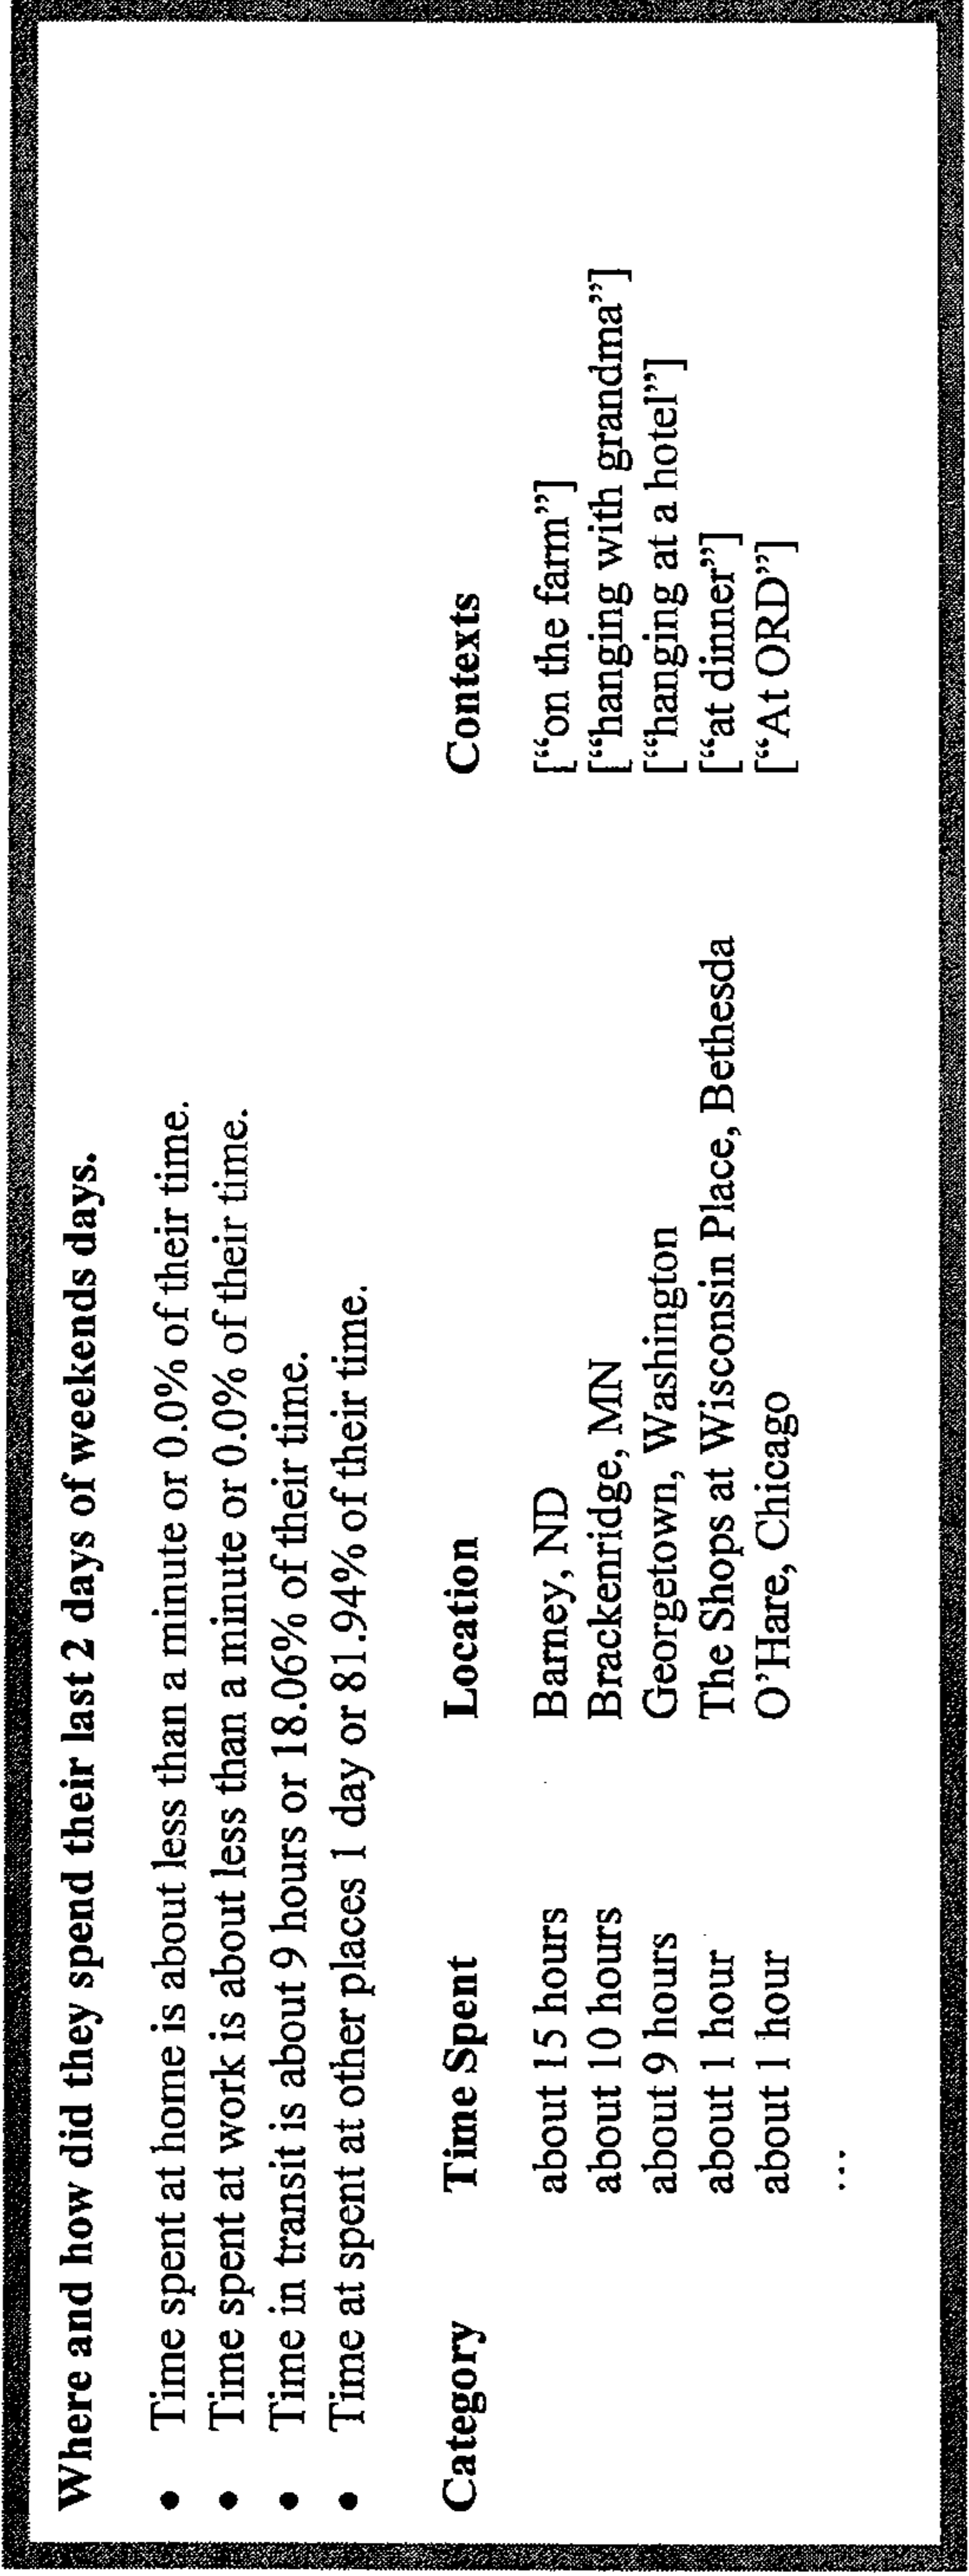 Where and how did they spend their last 2 days of weekends days.
• Time spent at home is about less than a minute or 0.0% of their time.
• Time spent at work is about less than a minute or 0.0% of their time.
• Time in transit is about 9 hours or 18.06% of their time.
• Time at spent at other places 1 day or 81.94% of their time.
Category Time Spent Location Contexts
about 15 hours Barney, ND [“on the farm”]
about 10 hours Brackenridge, MN [“hanging with grandma”]
about 9 hours Georgetown, Washington [“hanging at a hotel”]
about 1 hour The Shops at Wisconsin Place, Bethesda [“at dinner”]
about 1 hour O’Hare, Chicago [“At ORD”]
...